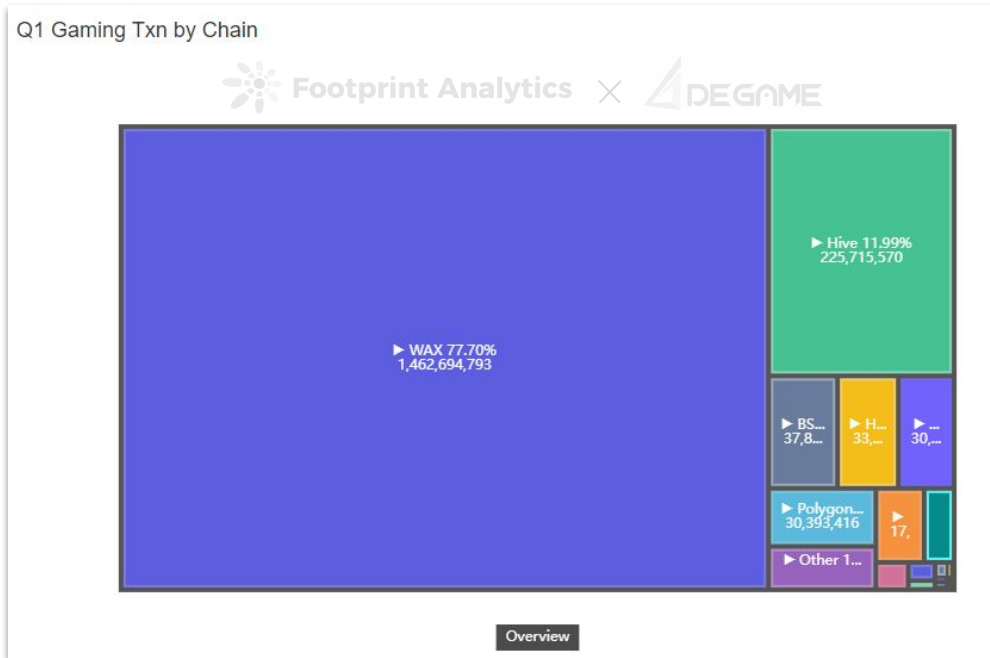 Q1 Gaming Txn by Chain
Footprint Analytics × DEGAME
▶ WAX 77.70%
1,462,694,793
▶ Hive 11.99%
225,715,570
▶ BS...
37,8...
▶ H...
33,...
▶ ...
30,...
▶ Polygon...
30,393,416
▶
17,
▶ Other 1...
Overview